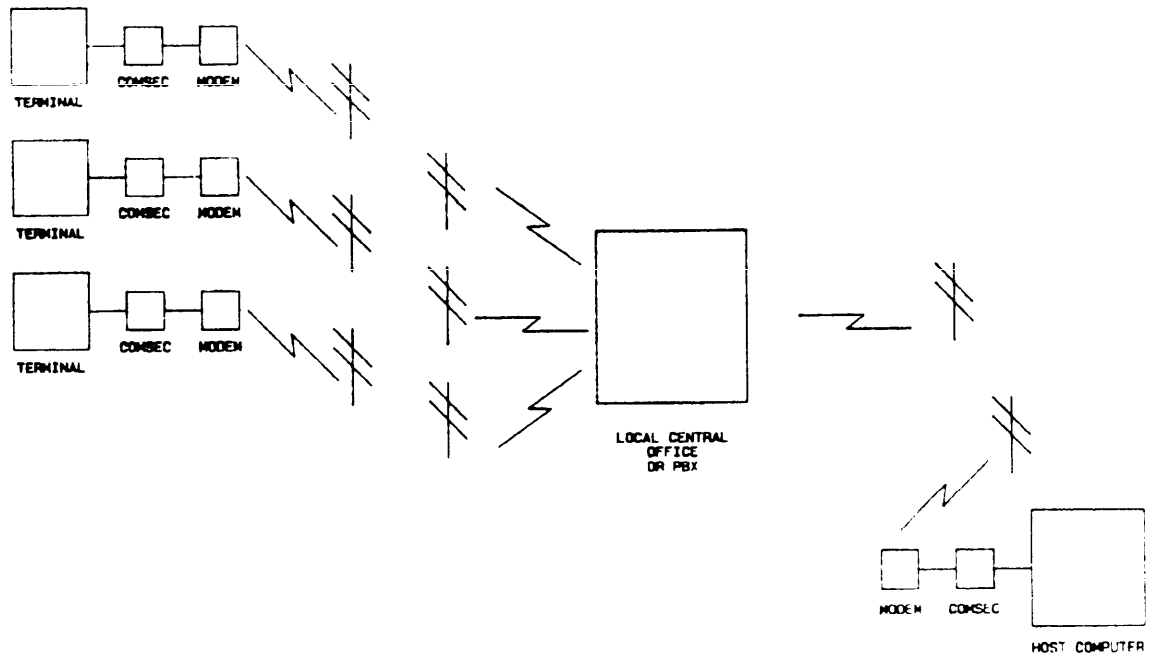 TERMINAL
COMSEC
MODEM
TERMINAL
COMSEC
MODEM
TERMINAL
COMSEC
MODEM
LOCAL CENTRAL
OFFICE
OR PBX
MODEM
COMSEC
HOST COMPUTER